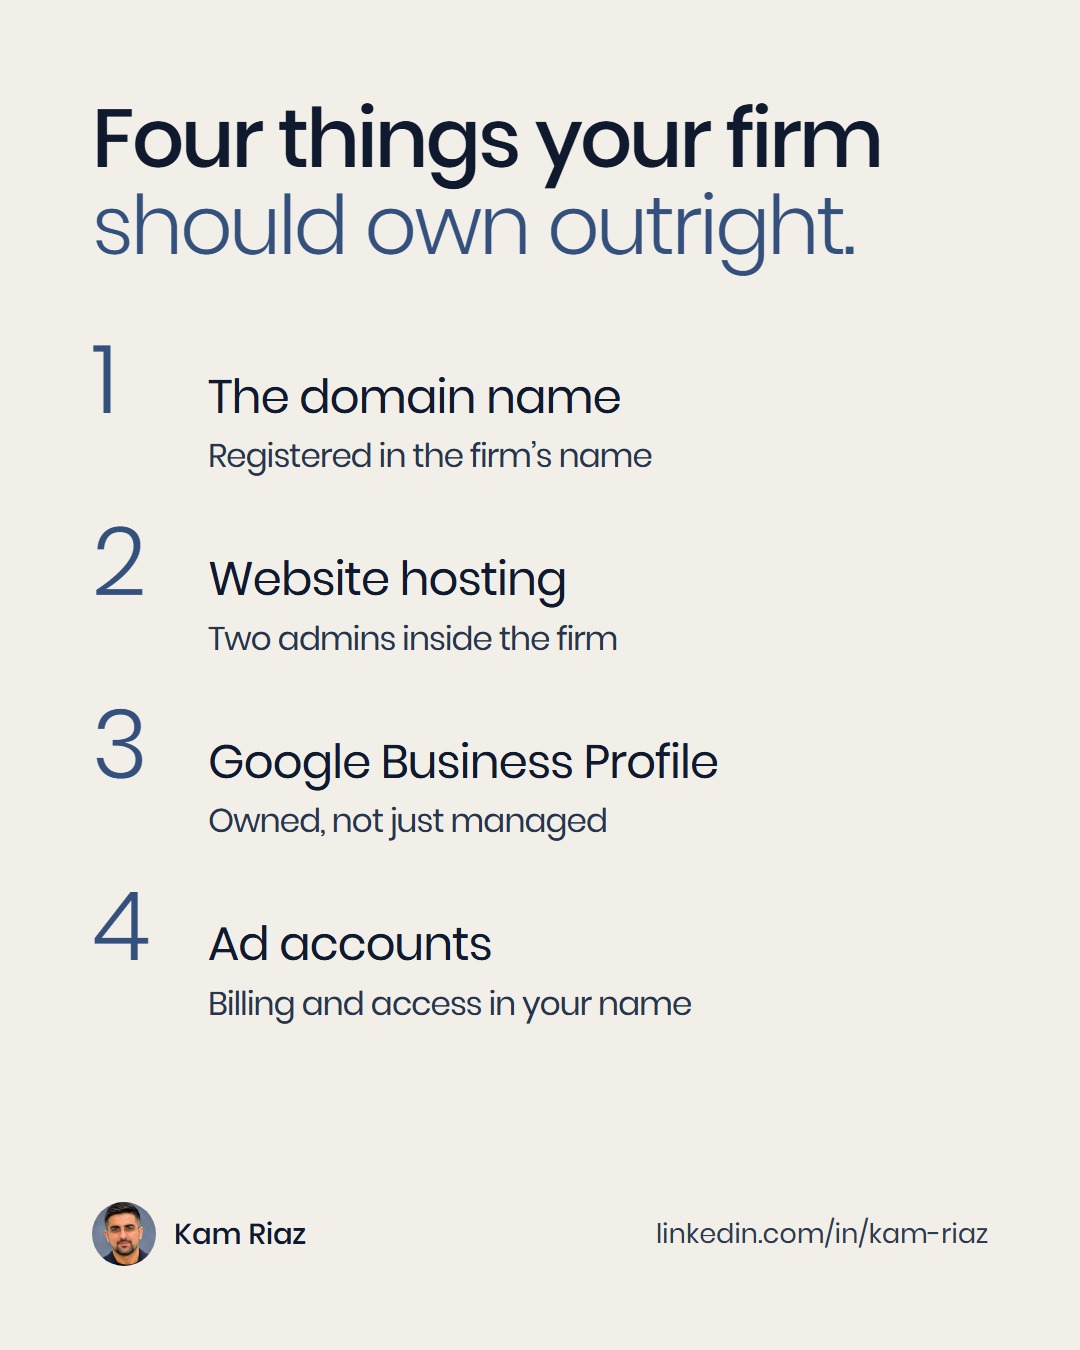 Four things your firm
should own outright.
1
The domain name
Registered in the firm’s name
2
Website hosting
Two admins inside the firm
3
Google Business Profile
Owned, not just managed
4
Ad accounts
Billing and access in your name
Kam Riaz
linkedin.com/in/kam-riaz